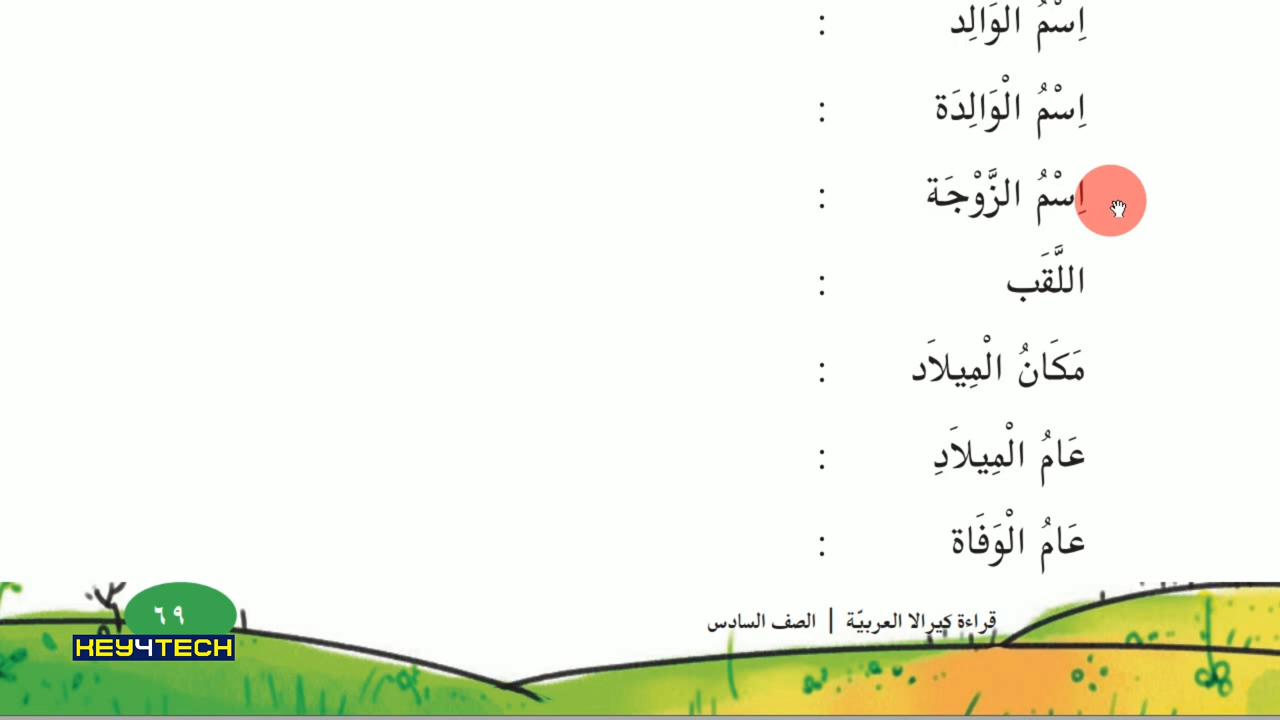 اِسْمُ الْوَالِد :
اِسْمُ الْوَالِدَة :
اِسْمُ الزَّوْجَة :
اللَّقَب :
مَكَانُ الْمِيلاَد :
عَامُ الْمِيلاَدِ :
عَامُ الْوَفَاة :
قراءة كيرالا العربيّة | الصف السادس
٦٩
KEY4TECH